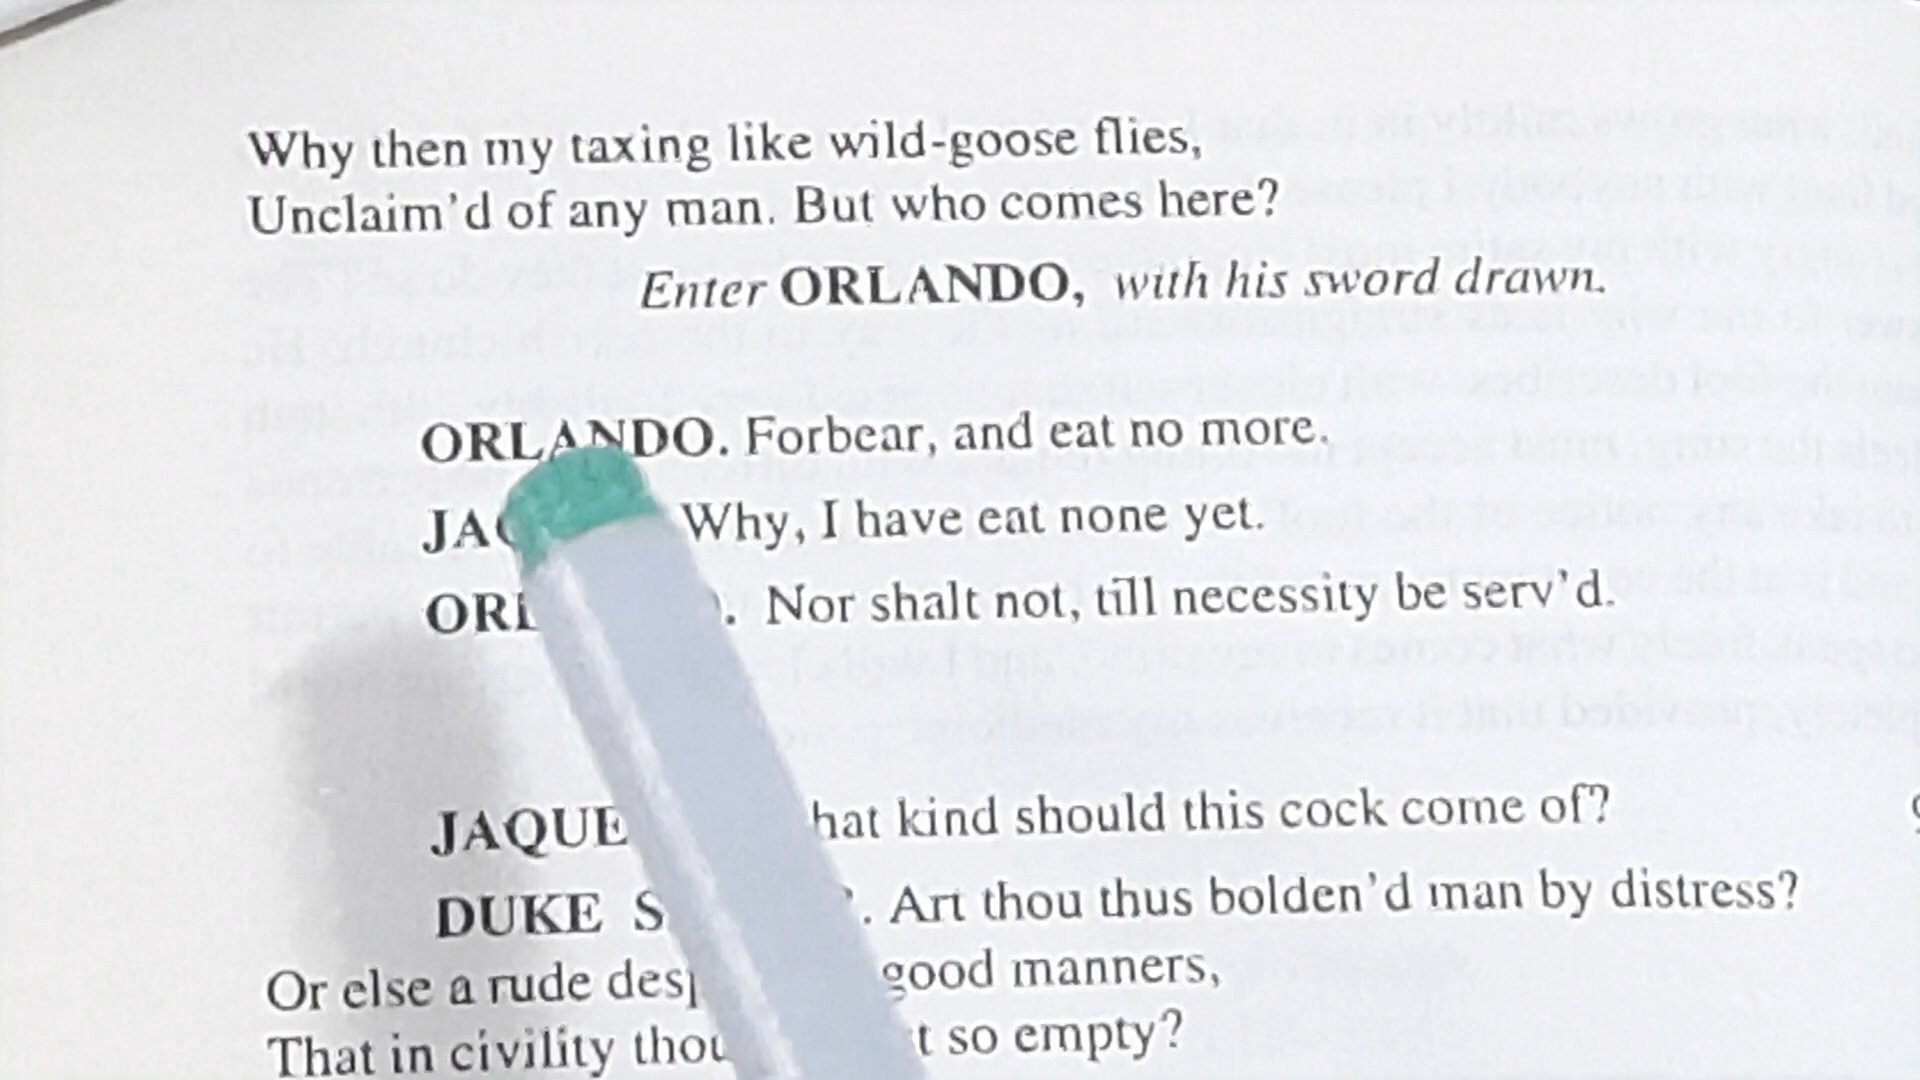 Why then my taxing like wild-goose flies,
Unclaim'd of any man. But who comes here?
Enter ORLANDO, with his sword drawn.
ORLANDO. Forbear, and eat no more.
Why, I have eat none yet.
Nor shalt not, till necessity be serv'd.
kind should this cock come of?
DUKE . Art thou thus bolden'd man by distress?
Or else a rude good manners,
That in civility so empty?